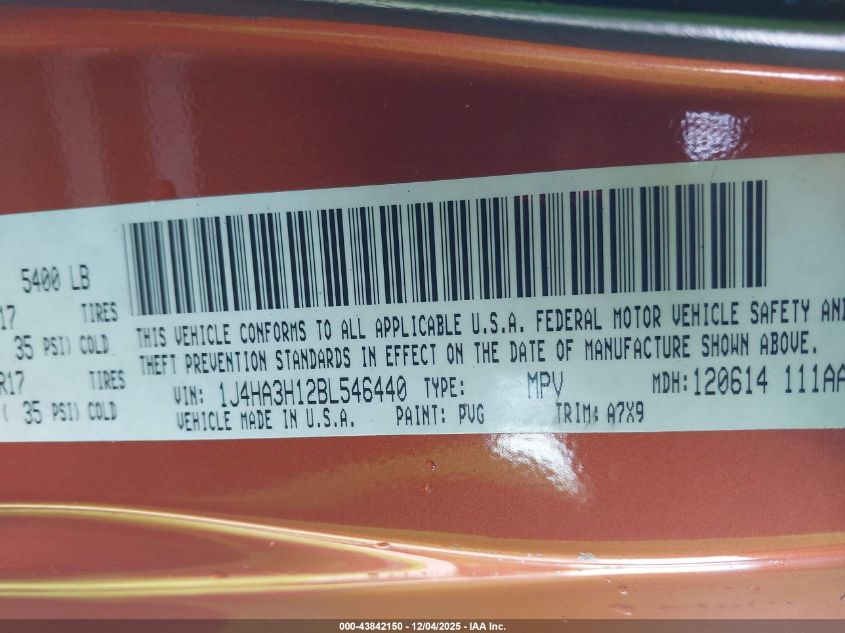 5400 LB
17 TIRES
35 PSI) COLD
R17 TIRES
( 35 PSI) COLD
THIS VEHICLE CONFORMS TO ALL APPLICABLE U.S.A. FEDERAL MOTOR VEHICLE SAFETY AND
THEFT PREVENTION STANDARDS IN EFFECT ON THE DATE OF MANUFACTURE SHOWN ABOVE.
VIN: 1J4HA3H12BL546440 TYPE: MPV MDH: 120614 111AA
VEHICLE MADE IN U.S.A. PAINT: PVG TRIM: A7X9
000-43842150 - 12/04/2025 - IAA Inc.